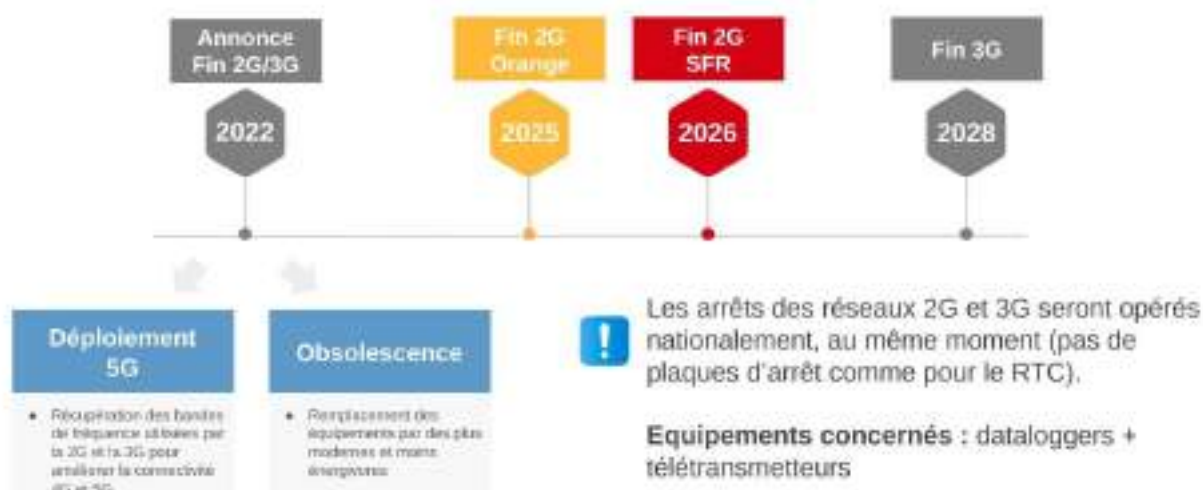 Annonce
Fin 2G/3G
Fin 2G
Orange
Fin 2G
SFR
Fin 3G
2022
2025
2026
2028
Déploiement
5G
● Récupération des bandes
de fréquence utilisées par
la 2G et la 3G pour
améliorer la connectivité
4G et 5G
Obsolescence
● Remplacement des
équipements par des plus
modernes et moins
énergivores
!
Les arrêts des réseaux 2G et 3G seront opérés
nationalement, au même moment (pas de
plaques d'arrêt comme pour le RTC).
Equipements concernés : dataloggers +
télétransmetteurs